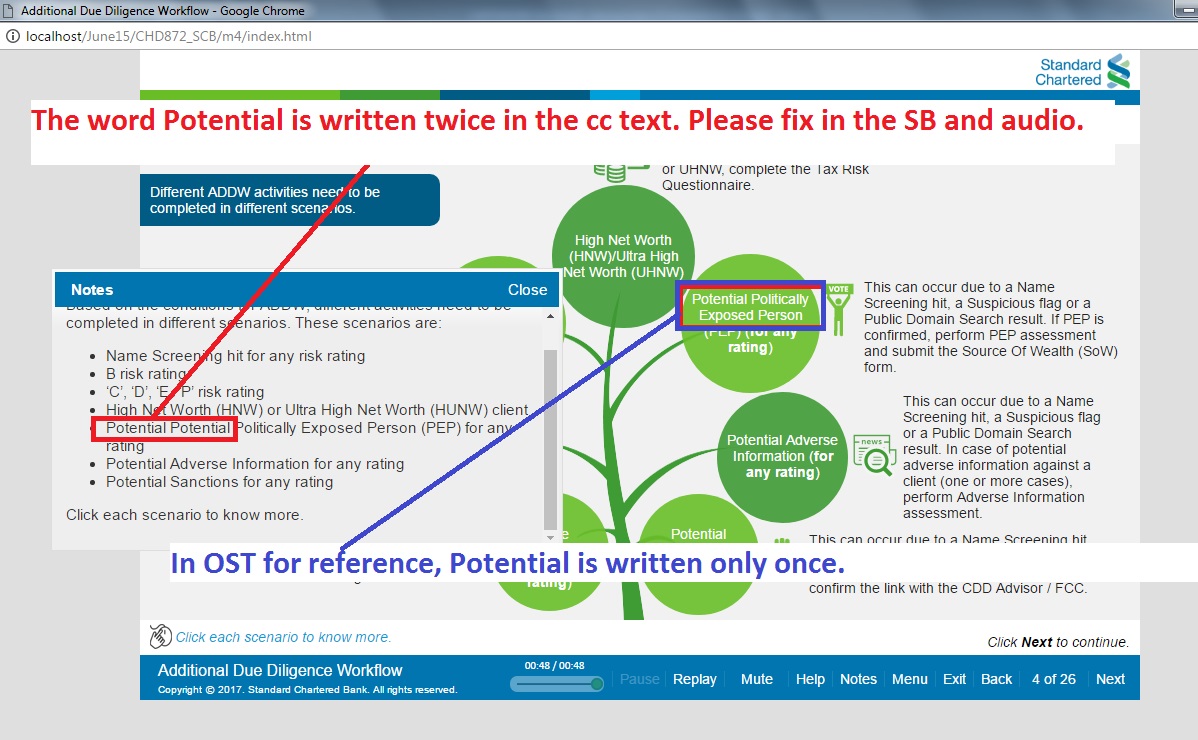 Additional Due Diligence Workflow - Google Chrome
localhost/June15/CHD872_SCB/m4/index.html
Standard
Chartered
The word Potential is written twice in the cc text. Please fix in the SB and audio.
or UHNW, complete the Tax Risk
Questionnaire.
Different ADDW activities need to be
completed in different scenarios.
High Net Worth
(HNW)/Ultra High
Net Worth (UHNW)
Potential Politically
Exposed Person
(PEP) (for any
rating)
VOTE
This can occur due to a Name
Screening hit, a Suspicious flag or a
Public Domain Search result. If PEP is
confirmed, perform PEP assessment
and submit the Source Of Wealth (SoW)
form.
Notes
Close
Based on the conditions for ADDW, different activities need to be
completed in different scenarios. These scenarios are:
• Name Screening hit for any risk rating
• B risk rating
• ‘C’, ‘D’, ‘E’, ‘P’ risk rating
• High Net Worth (HNW) or Ultra High Net Worth (HUNW) client
• Potential Potential Politically Exposed Person (PEP) for any
rating
• Potential Adverse Information for any rating
• Potential Sanctions for any rating
Click each scenario to know more.
Potential Adverse
Information (for
any rating)
news
This can occur due to a Name
Screening hit, a Suspicious flag
or a Public Domain Search
result. In case of potential
adverse information against a
client (one or more cases),
perform Adverse Information
assessment.
Potential
This can occur due to a Name Screening hit
In OST for reference, Potential is written only once.
rating)
confirm the link with the CDD Advisor / FCC.
Click each scenario to know more.
Click Next to continue.
Additional Due Diligence Workflow
Copyright © 2017. Standard Chartered Bank. All rights reserved.
00:48 / 00:48
Pause Replay Mute Help Notes Menu Exit Back 4 of 26 Next